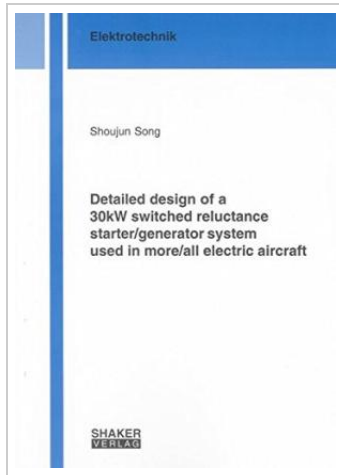 Elektrotechnik
Shoujun Song
Detailed design of a
30kW switched reluctance
starter/generator system
used in more/all electric aircraft
SHAKER
VERLAG